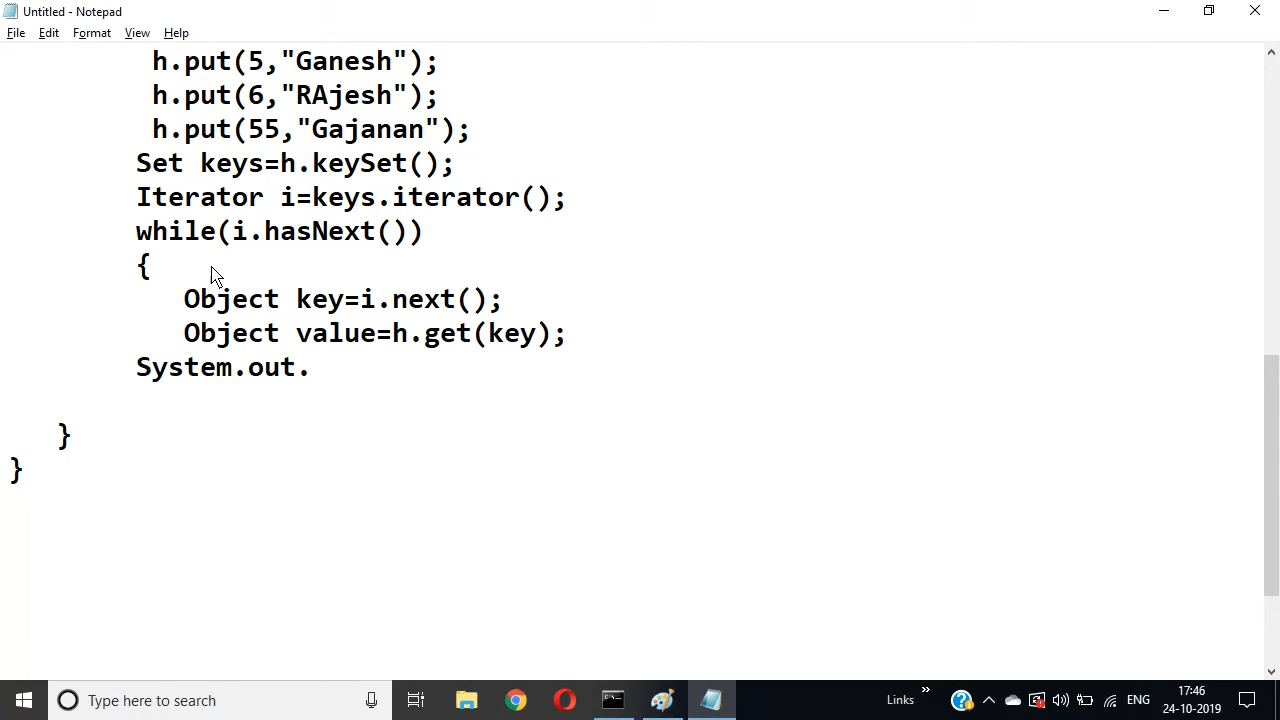 Untitled - Notepad
File Edit Format View Help
h.put(5,"Ganesh");
h.put(6,"RAjesh");
h.put(55,"Gajanan");
Set keys=h.keySet();
Iterator i=keys.iterator();
while(i.hasNext())
{
Object key=i.next();
Object value=h.get(key);
System.out.
}
}
Type here to search
Links
»
ENG
17:46
24-10-2019